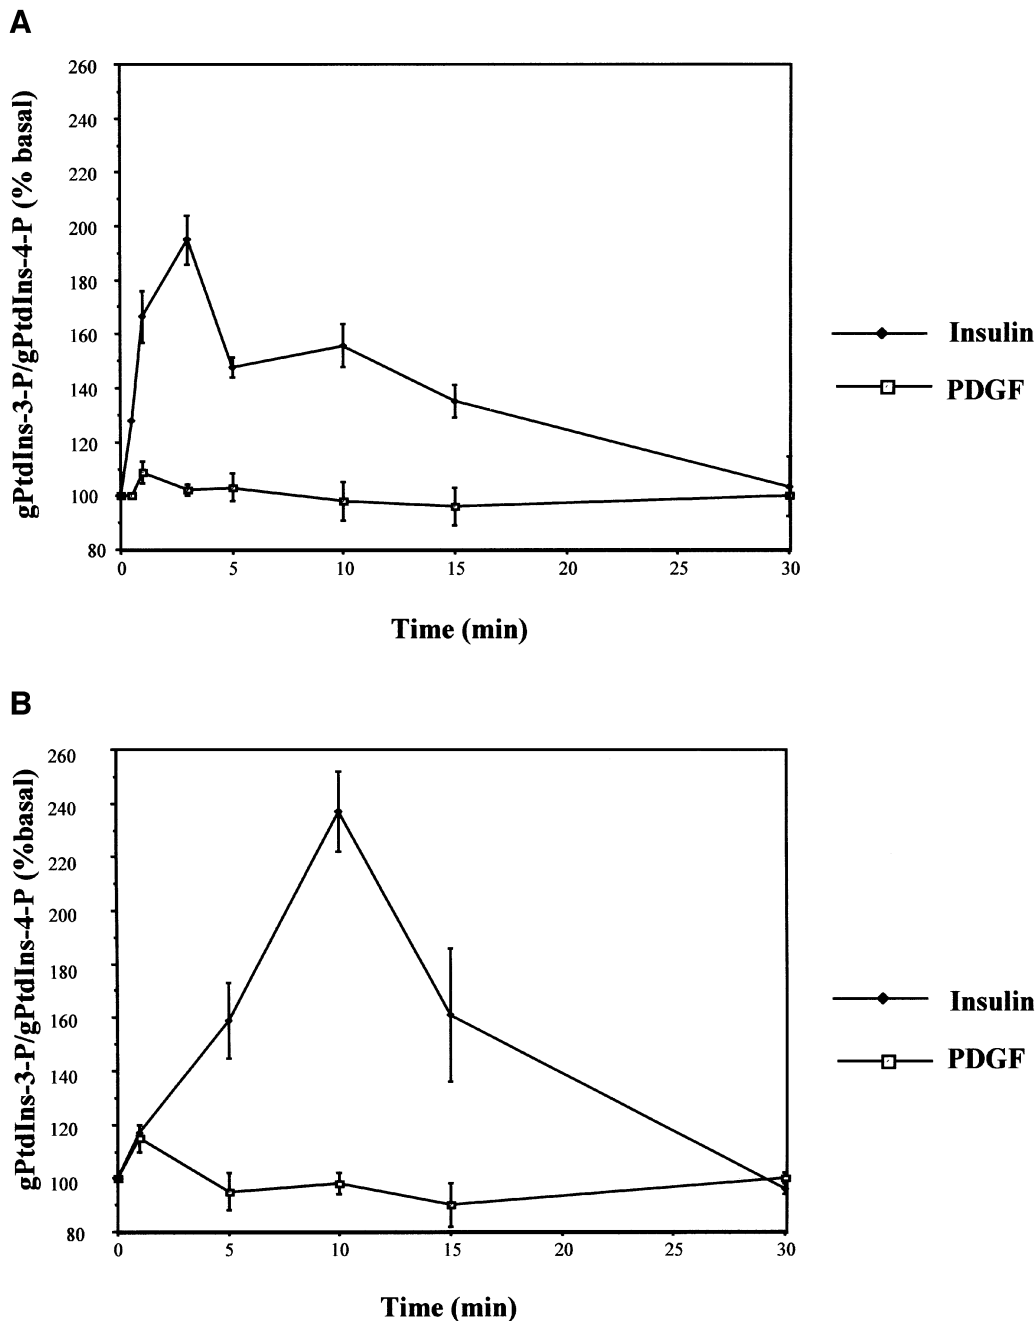 A
gPtdIns-3-P/gPtdIns-4-P (% basal)
260
240
220
200
180
160
140
120
100
80
0 5 10 15 20 25 30
Time (min)
Insulin
PDGF
B
gPtdIns-3-P/gPtdIns-4-P (%basal)
260
240
220
200
180
160
140
120
100
80
0 5 10 15 20 25 30
Time (min)
Insulin
PDGF